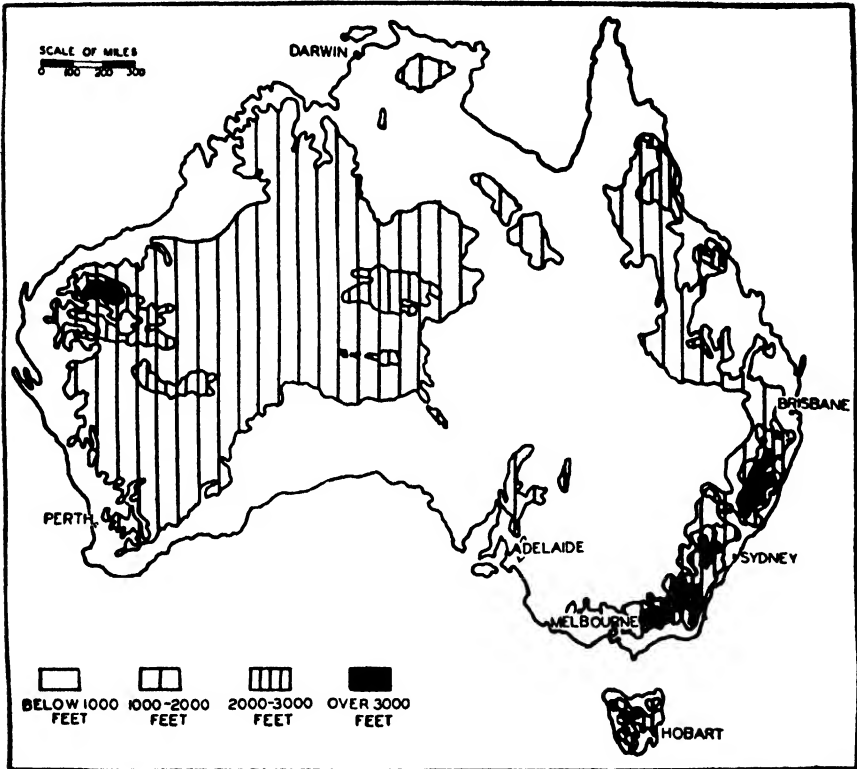 SCALE OF MILES
0 100 200 300
DARWIN
BRISBANE
PERTH
ADELAIDE
SYDNEY
MELBOURNE
HOBART
BELOW 1000 FEET
1000-2000 FEET
2000-3000 FEET
OVER 3000 FEET